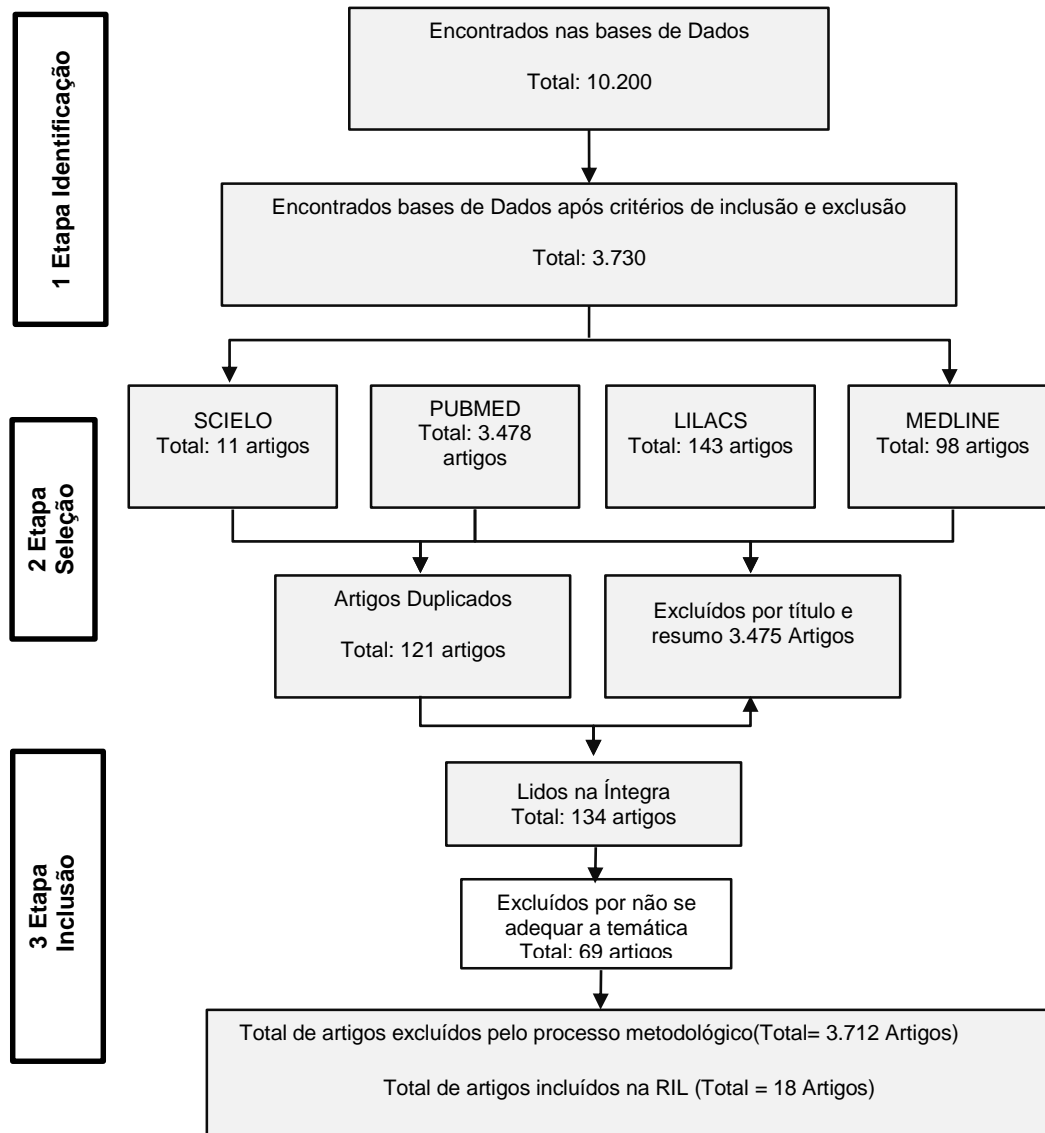 1 Etapa Identificação
Encontrados nas bases de Dados
Total: 10.200
Encontrados bases de Dados após critérios de inclusão e exclusão
Total: 3.730
2 Etapa
Seleção
SCIELO
Total: 11 artigos
PUBMED
Total: 3.478
artigos
LILACS
Total: 143 artigos
MEDLINE
Total: 98 artigos
Artigos Duplicados
Total: 121 artigos
Excluídos por título e
resumo 3.475 Artigos
3 Etapa
Inclusão
Lidos na Íntegra
Total: 134 artigos
Excluídos por não se
adequar a temática
Total: 69 artigos
Total de artigos excluídos pelo processo metodológico(Total= 3.712 Artigos)
Total de artigos incluídos na RIL (Total = 18 Artigos)